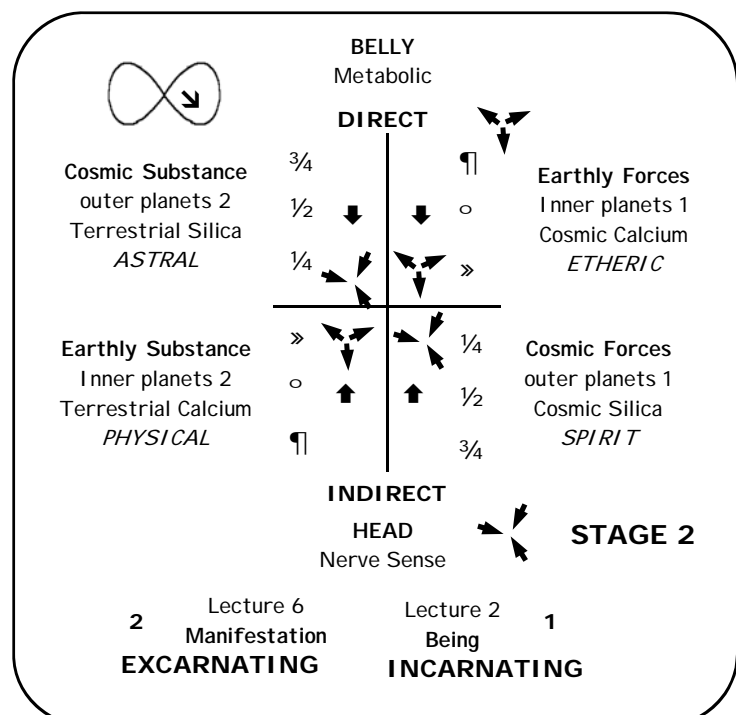 BELLY
Metabolic
DIRECT
Cosmic Substance
outer planets 2
Terrestrial Silica
ASTRAL
¾
½
¼
¶
º
»
Earthly Forces
Inner planets 1
Cosmic Calcium
ETHERIC
Earthly Substance
Inner planets 2
Terrestrial Calcium
PHYSICAL
»
º
¶
¼
½
¾
Cosmic Forces
outer planets 1
Cosmic Silica
SPIRIT
INDIRECT
HEAD
Nerve Sense
STAGE 2
2
Lecture 6
Manifestation
EXCARNATING
Lecture 2
Being
1
INCARNATING